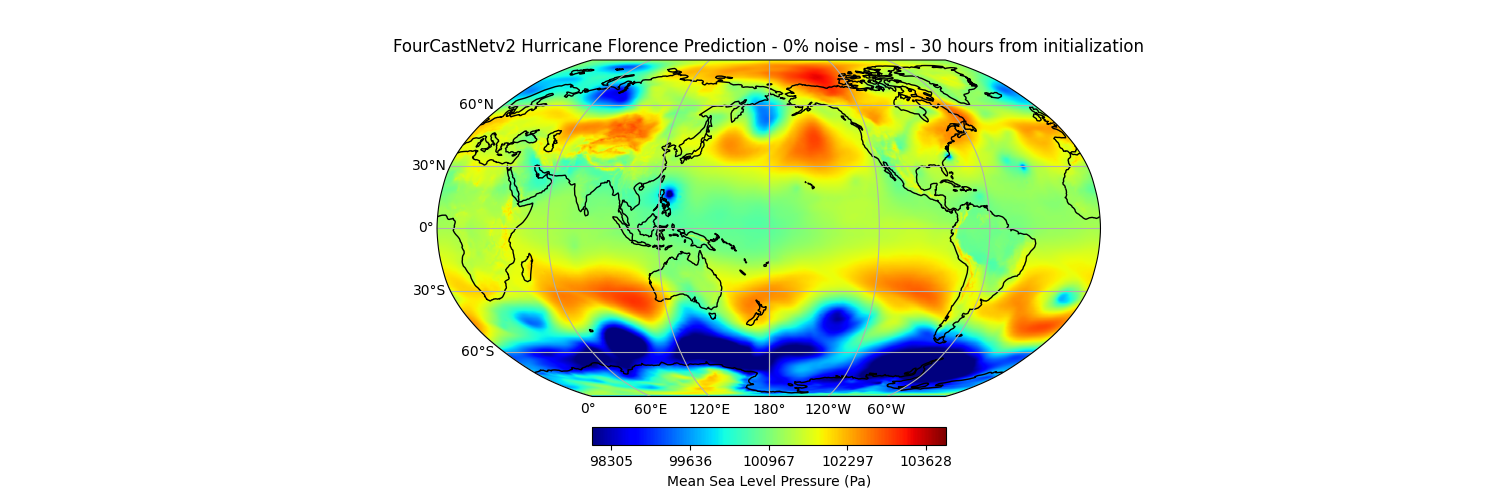 FourCastNetv2 Hurricane Florence Prediction - 0% noise - msl - 30 hours from initialization
60°N
30°N
0°
30°S
60°S
0° 60°E 120°E 180° 120°W 60°W
98305 99636 100967 102297 103628
Mean Sea Level Pressure (Pa)